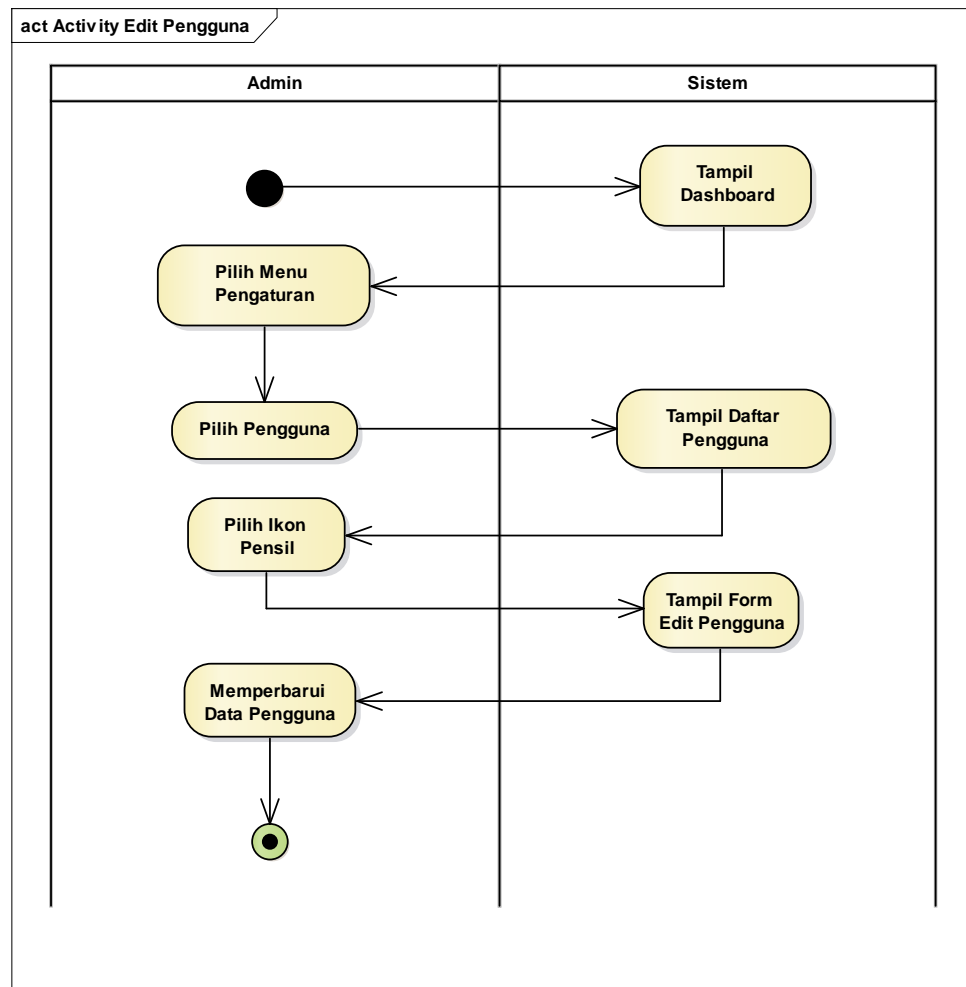 act Activity Edit Pengguna
Admin
Sistem
Tampil
Dashboard
Pilih Menu
Pengaturan
Pilih Pengguna
Tampil Daftar
Pengguna
Pilih Ikon
Pensil
Tampil Form
Edit Pengguna
Memperbarui
Data Pengguna